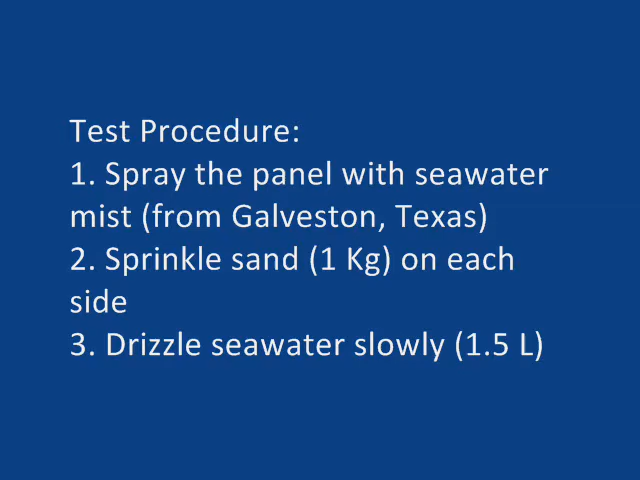 Test Procedure:
1. Spray the panel with seawater
mist (from Galveston, Texas)
2. Sprinkle sand (1 Kg) on each
side
3. Drizzle seawater slowly (1.5 L)